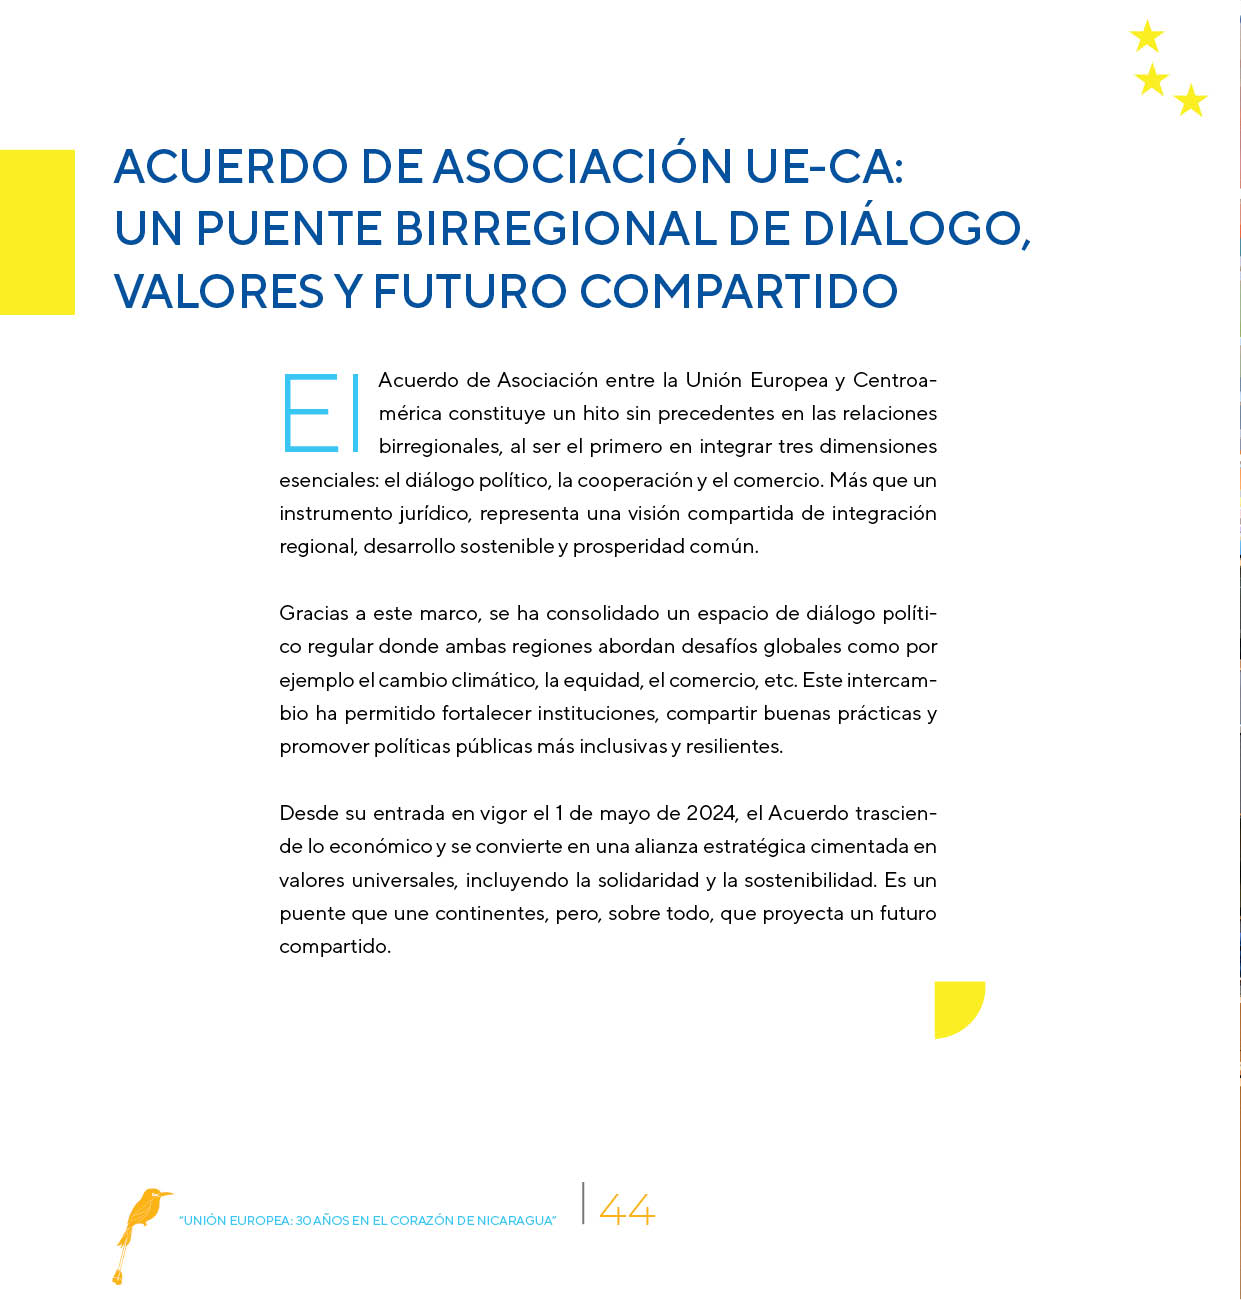 ACUERDO DE ASOCIACIÓN UE-CA:
UN PUENTE BIRREGIONAL DE DIÁLOGO,
VALORES Y FUTURO COMPARTIDO
El Acuerdo de Asociación entre la Unión Europea y Centroa-
mérica constituye un hito sin precedentes en las relaciones
birregionales, al ser el primero en integrar tres dimensiones
esenciales: el diálogo político, la cooperación y el comercio. Más que un
instrumento jurídico, representa una visión compartida de integración
regional, desarrollo sostenible y prosperidad común.
Gracias a este marco, se ha consolidado un espacio de diálogo políti-
co regular donde ambas regiones abordan desafíos globales como por
ejemplo el cambio climático, la equidad, el comercio, etc. Este intercam-
bio ha permitido fortalecer instituciones, compartir buenas prácticas y
promover políticas públicas más inclusivas y resilientes.
Desde su entrada en vigor el 1 de mayo de 2024, el Acuerdo trascien-
de lo económico y se convierte en una alianza estratégica cimentada en
valores universales, incluyendo la solidaridad y la sostenibilidad. Es un
puente que une continentes, pero, sobre todo, que proyecta un futuro
compartido.
"UNIÓN EUROPEA: 30 AÑOS EN EL CORAZÓN DE NICARAGUA" 44